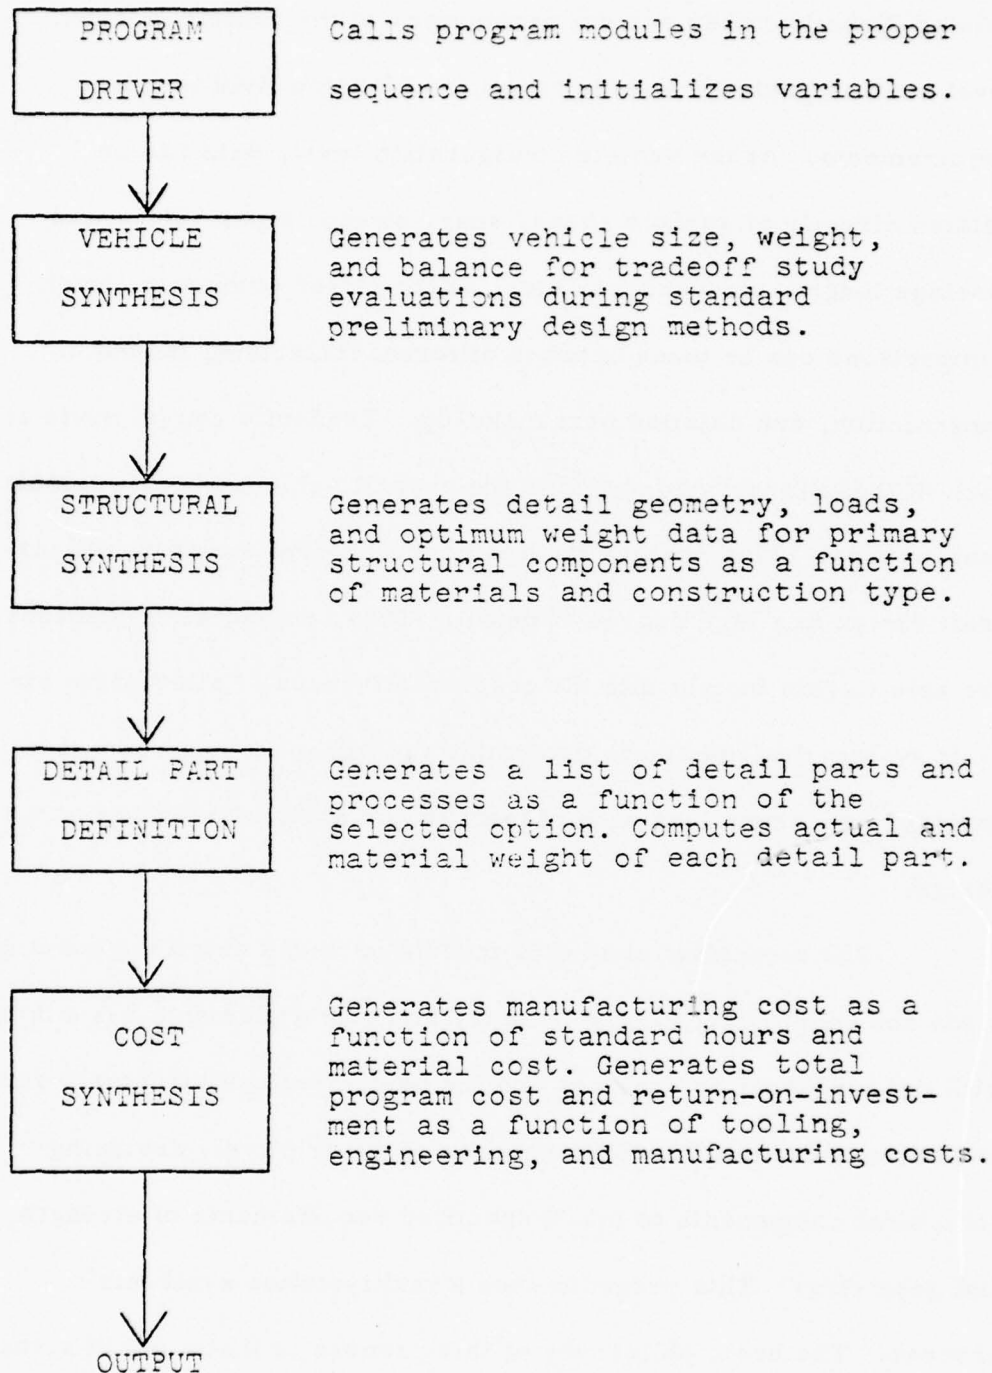 PROGRAM
DRIVER
Calls program modules in the proper
sequence and initializes variables.
VEHICLE
SYNTHESIS
Generates vehicle size, weight,
and balance for tradeoff study
evaluations during standard
preliminary design methods.
STRUCTURAL
SYNTHESIS
Generates detail geometry, loads,
and optimum weight data for primary
structural components as a function
of materials and construction type.
DETAIL PART
DEFINITION
Generates a list of detail parts and
processes as a function of the
selected option. Computes actual and
material weight of each detail part.
COST
SYNTHESIS
Generates manufacturing cost as a
function of standard hours and
material cost. Generates total
program cost and return-on-invest-
ment as a function of tooling,
engineering, and manufacturing costs.
OUTPUT